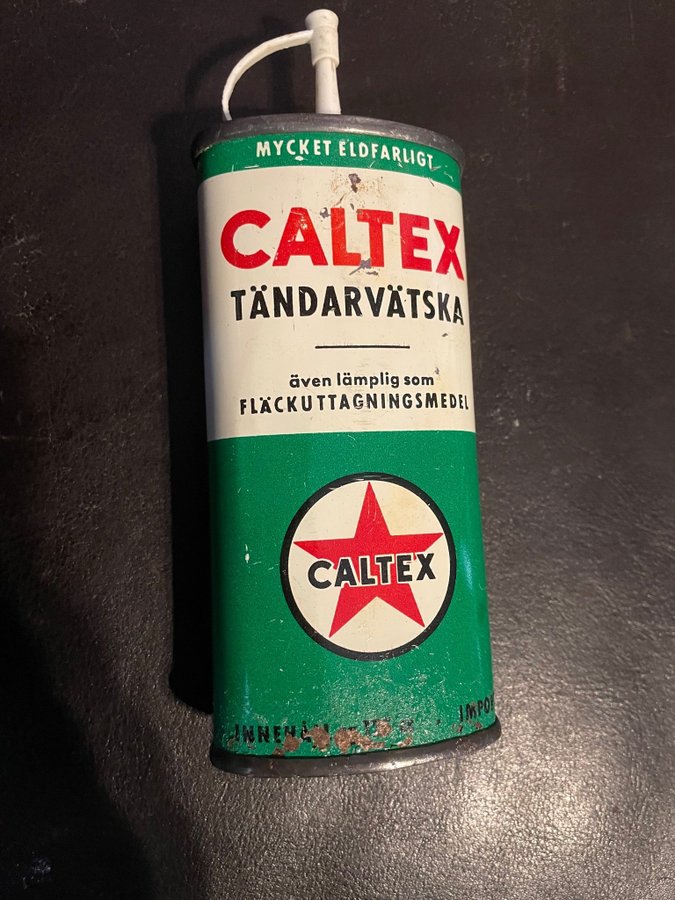 MYCKET ELDFARLIGT
CALTEX
TÄNDARVÄTSKA
även lämplig som
FLÄCKUTTAGNINGSMEDEL
CALTEX